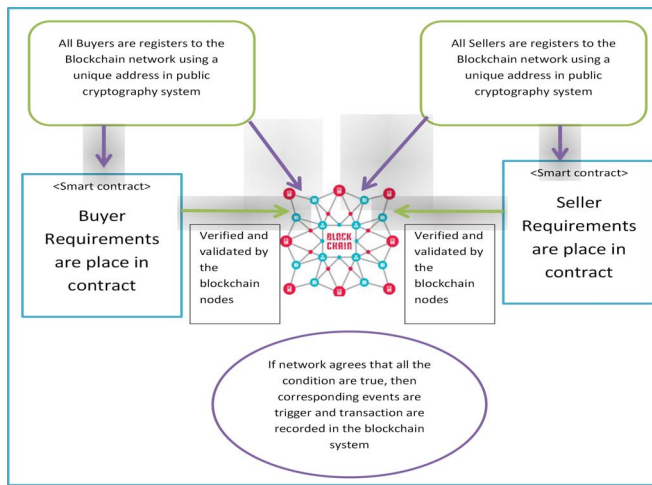 All Buyers are registers to the
Blockchain network using a
unique address in public
cryptography system
All Sellers are registers to the
Blockchain network using a
unique address in public
cryptography system
<Smart contract>
Buyer
Requirements
are place in
contract
BLOCK
CHAIN
<Smart contract>
Seller
Requirements
are place in
contract
Verified and
validated by
the
blockchain
nodes
Verified and
validated by
the
blockchain
nodes
If network agrees that all the
condition are true, then
corresponding events are
trigger and transaction are
recorded in the blockchain
system